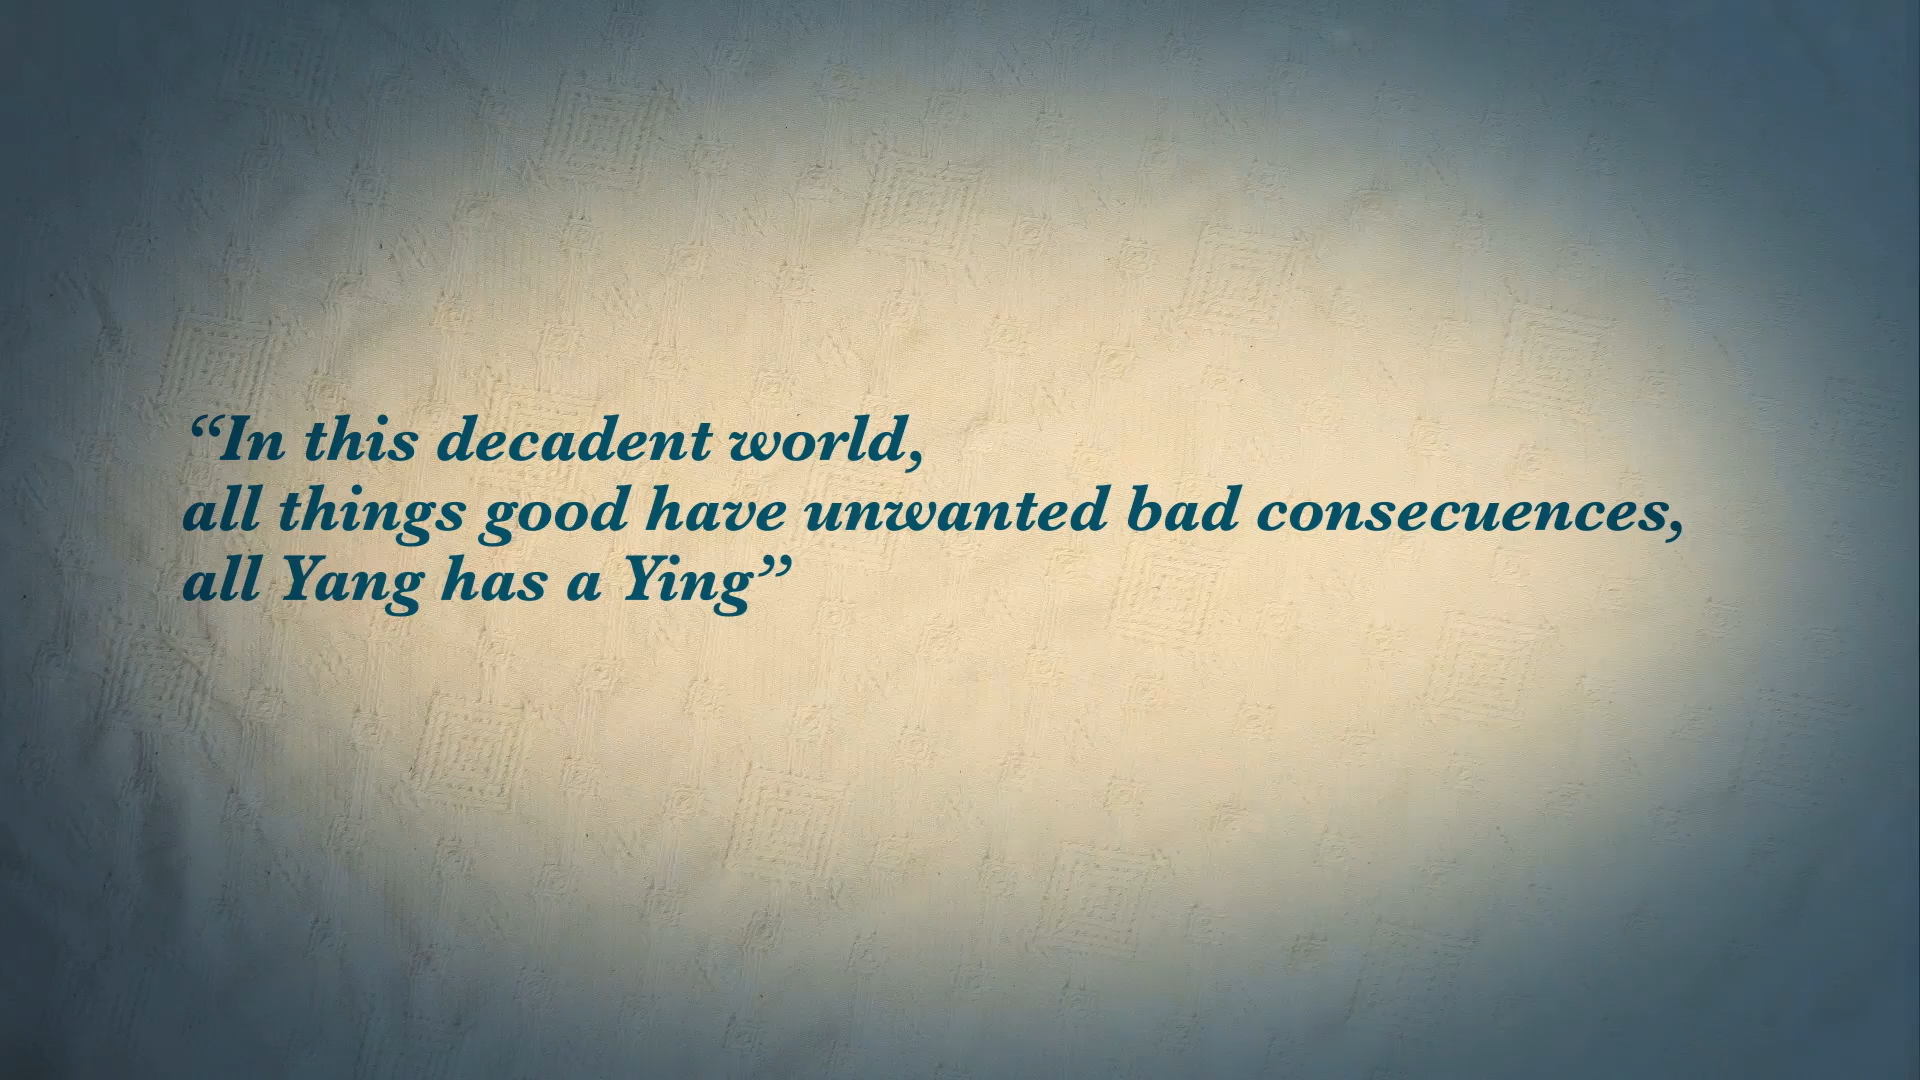 “In this decadent world,
all things good have unwanted bad consecuences,
all Yang has a Ying”